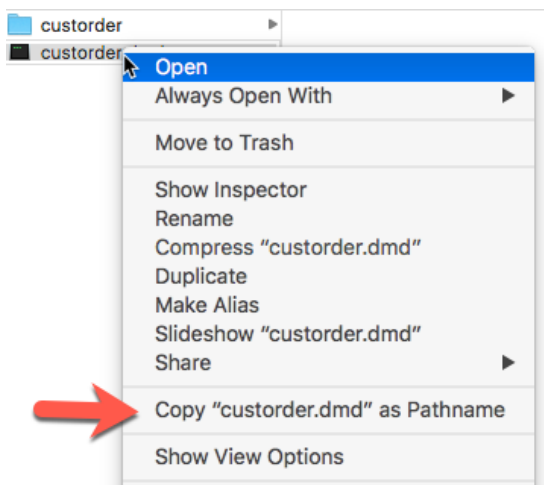 custorder
custorder
Open
Always Open With
Move to Trash
Show Inspector
Rename
Compress “custorder.dmd”
Duplicate
Make Alias
Slideshow “custorder.dmd”
Share
Copy “custorder.dmd” as Pathname
Show View Options